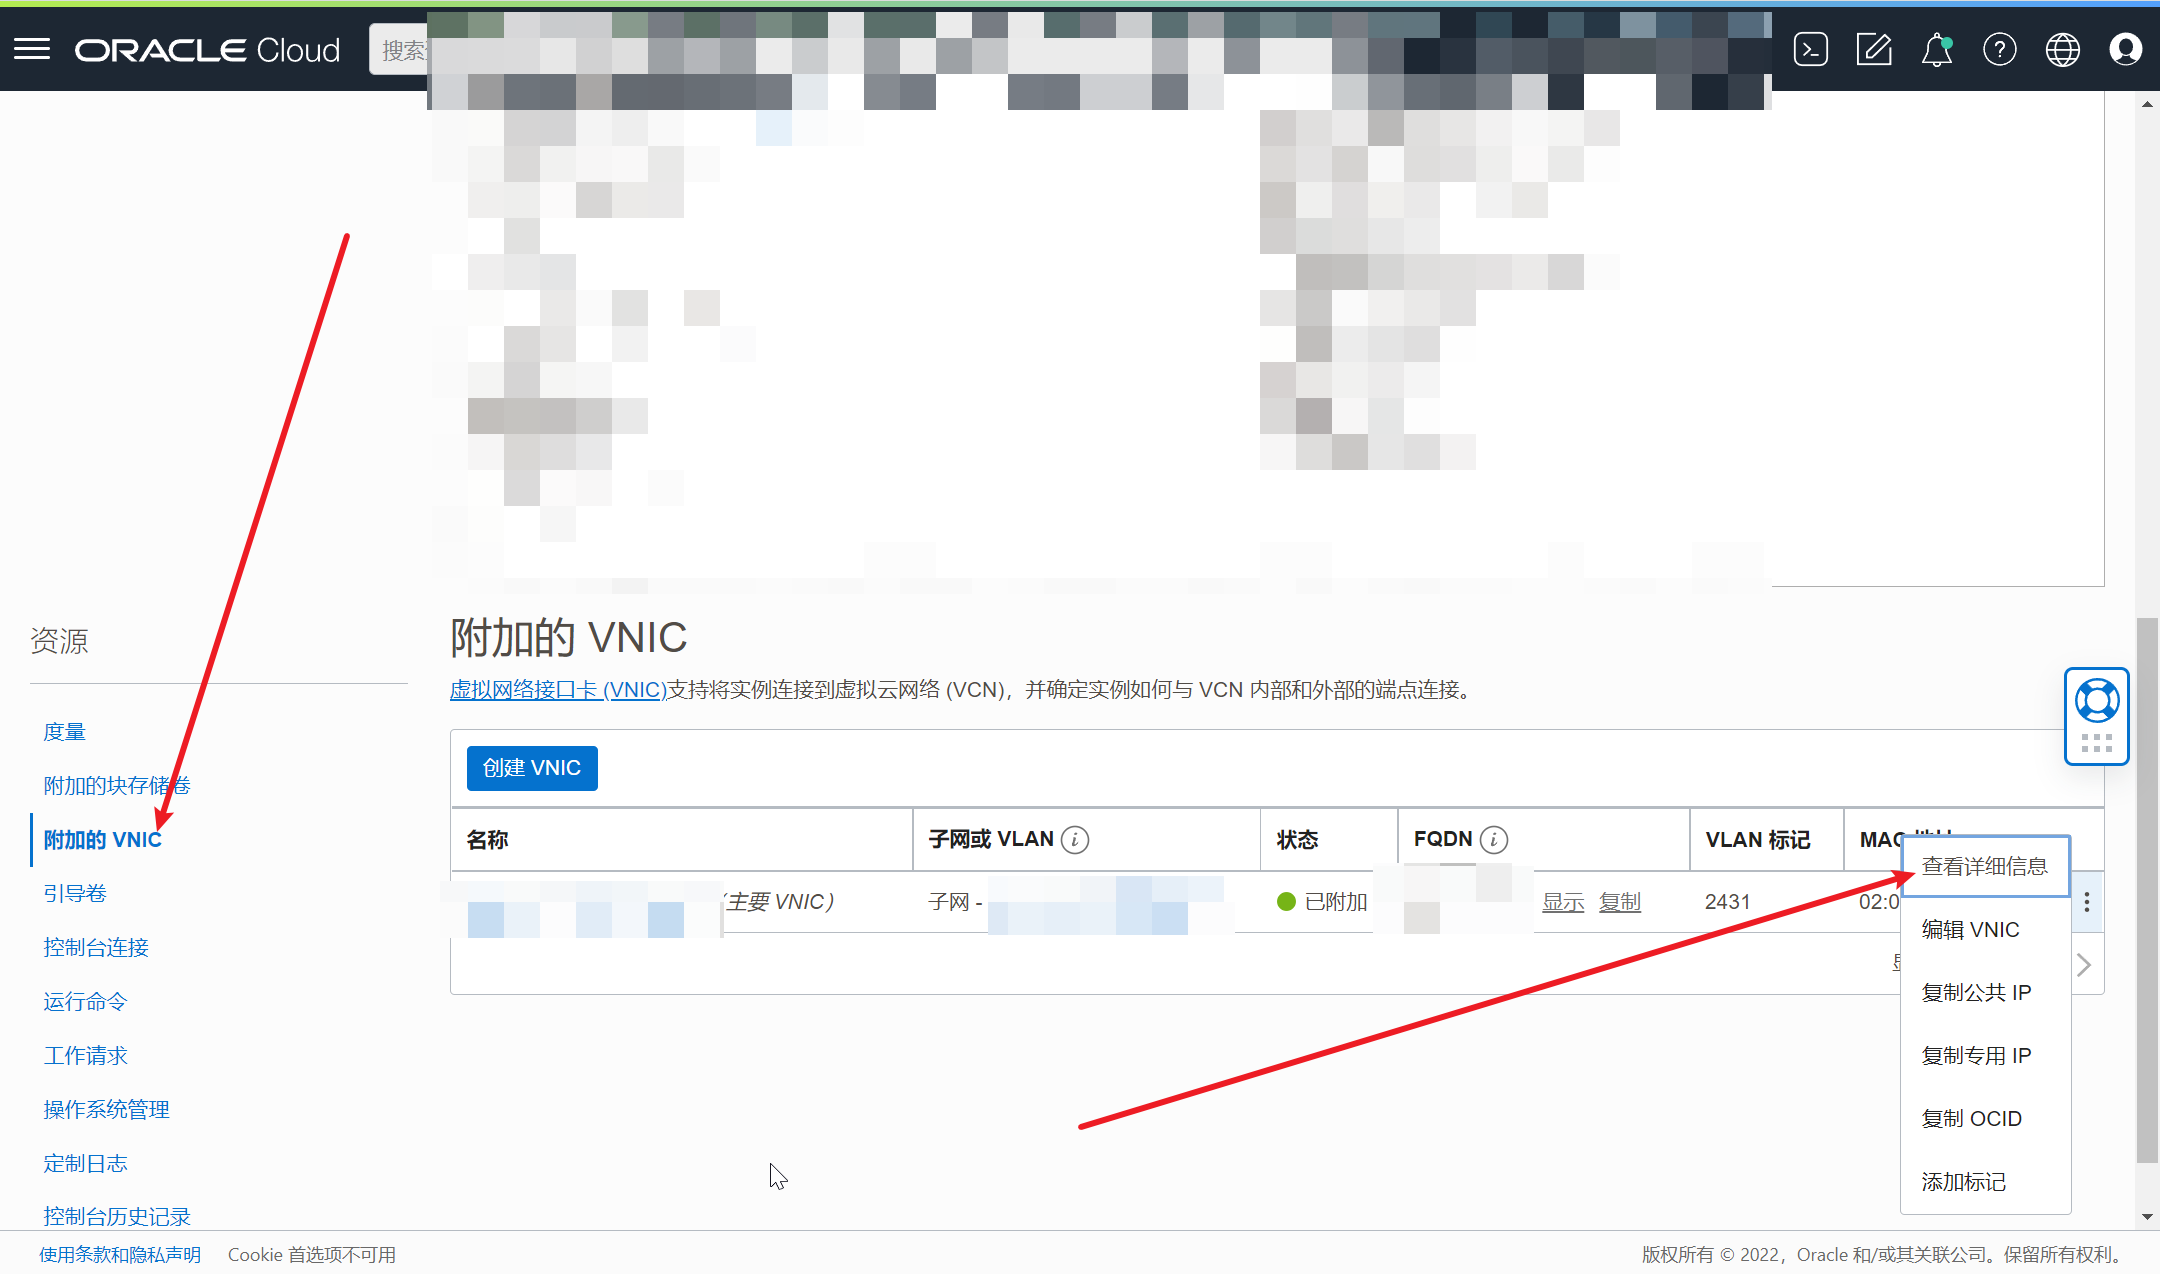 ORACLE Cloud
搜索
资源
度量
附加的块存储卷
附加的 VNIC
引导卷
控制台连接
运行命令
工作请求
操作系统管理
定制日志
控制台历史记录
附加的 VNIC
虚拟网络接口卡 (VNIC)支持将实例连接到虚拟云网络 (VCN)，并确定实例如何与 VCN 内部和外部的端点连接。
创建 VNIC
名称 子网或 VLAN 状态 FQDN VLAN 标记 MAC 地址
（主要 VNIC） 子网 - 已附加 显示 复制 2431 02:0
查看详细信息
编辑 VNIC
复制公共 IP
复制专用 IP
复制 OCID
添加标记
使用条款和隐私声明 Cookie 首选项不可用
版权所有 © 2022，Oracle 和/或其关联公司。保留所有权利。